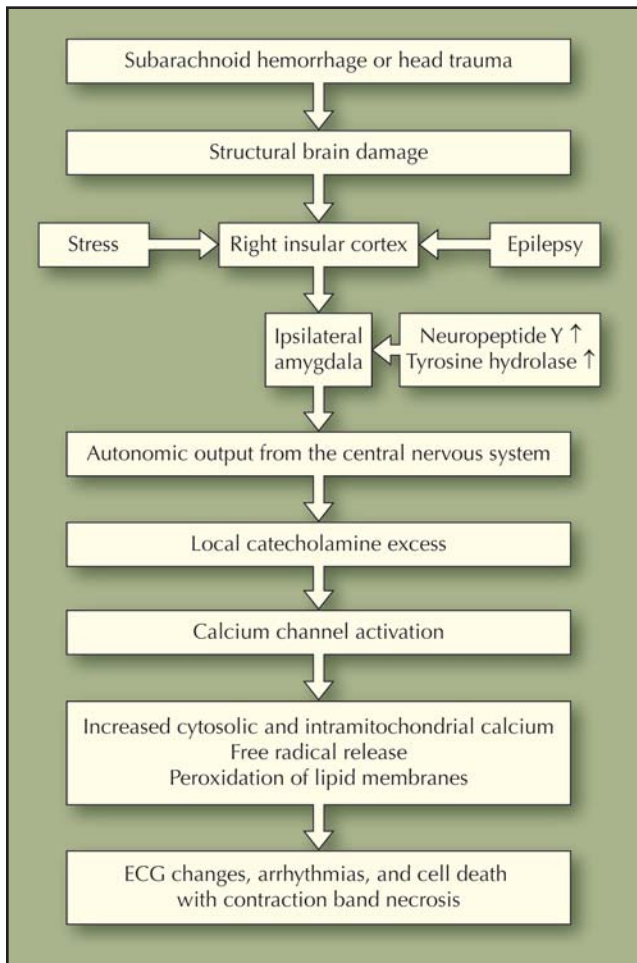 Subarachnoid hemorrhage or head trauma
Structural brain damage
Stress
Right insular cortex
Epilepsy
Ipsilateral
amygdala
Neuropeptide Y ↑
Tyrosine hydrolase ↑
Autonomic output from the central nervous system
Local catecholamine excess
Calcium channel activation
Increased cytosolic and intramitochondrial calcium
Free radical release
Peroxidation of lipid membranes
ECG changes, arrhythmias, and cell death
with contraction band necrosis